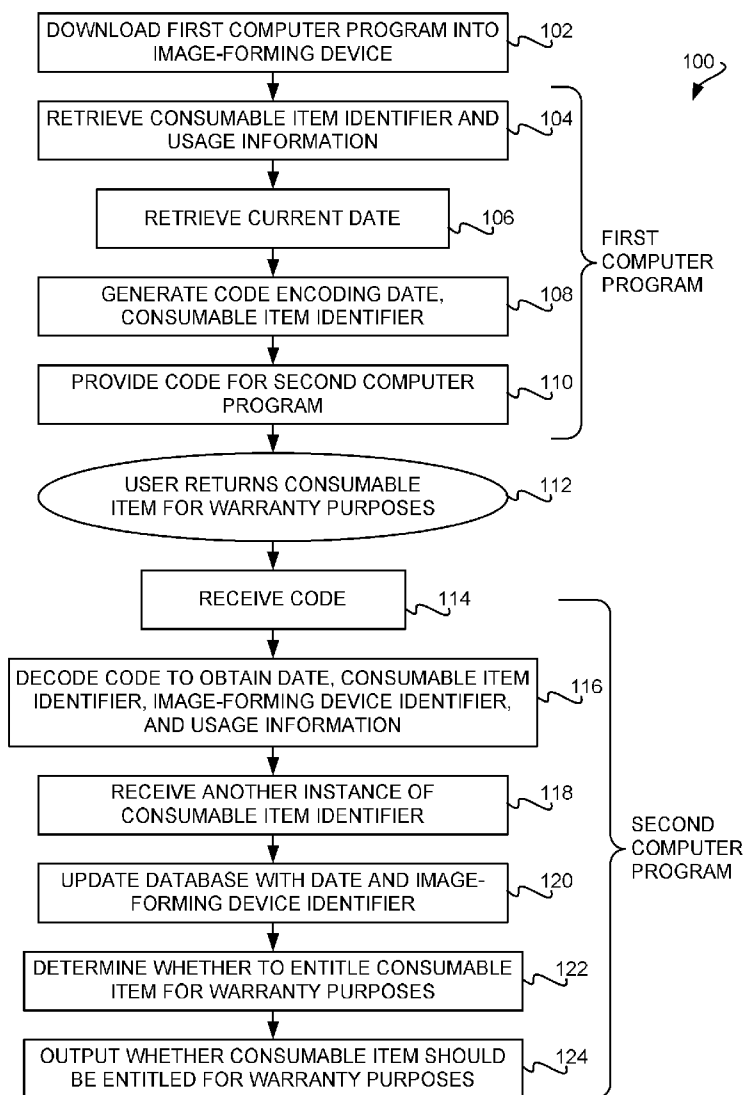 DOWNLOAD FIRST COMPUTER PROGRAM INTO
IMAGE-FORMING DEVICE
102
100
RETRIEVE CONSUMABLE ITEM IDENTIFIER AND
USAGE INFORMATION
104
RETRIEVE CURRENT DATE
106
FIRST
COMPUTER
PROGRAM
GENERATE CODE ENCODING DATE,
CONSUMABLE ITEM IDENTIFIER
108
PROVIDE CODE FOR SECOND COMPUTER
PROGRAM
110
USER RETURNS CONSUMABLE
ITEM FOR WARRANTY PURPOSES
112
RECEIVE CODE
114
DECODE CODE TO OBTAIN DATE, CONSUMABLE ITEM
IDENTIFIER, IMAGE-FORMING DEVICE IDENTIFIER,
AND USAGE INFORMATION
116
RECEIVE ANOTHER INSTANCE OF
CONSUMABLE ITEM IDENTIFIER
118
SECOND
COMPUTER
PROGRAM
UPDATE DATABASE WITH DATE AND IMAGE-
FORMING DEVICE IDENTIFIER
120
DETERMINE WHETHER TO ENTITLE CONSUMABLE
ITEM FOR WARRANTY PURPOSES
122
OUTPUT WHETHER CONSUMABLE ITEM SHOULD
BE ENTITLED FOR WARRANTY PURPOSES
124